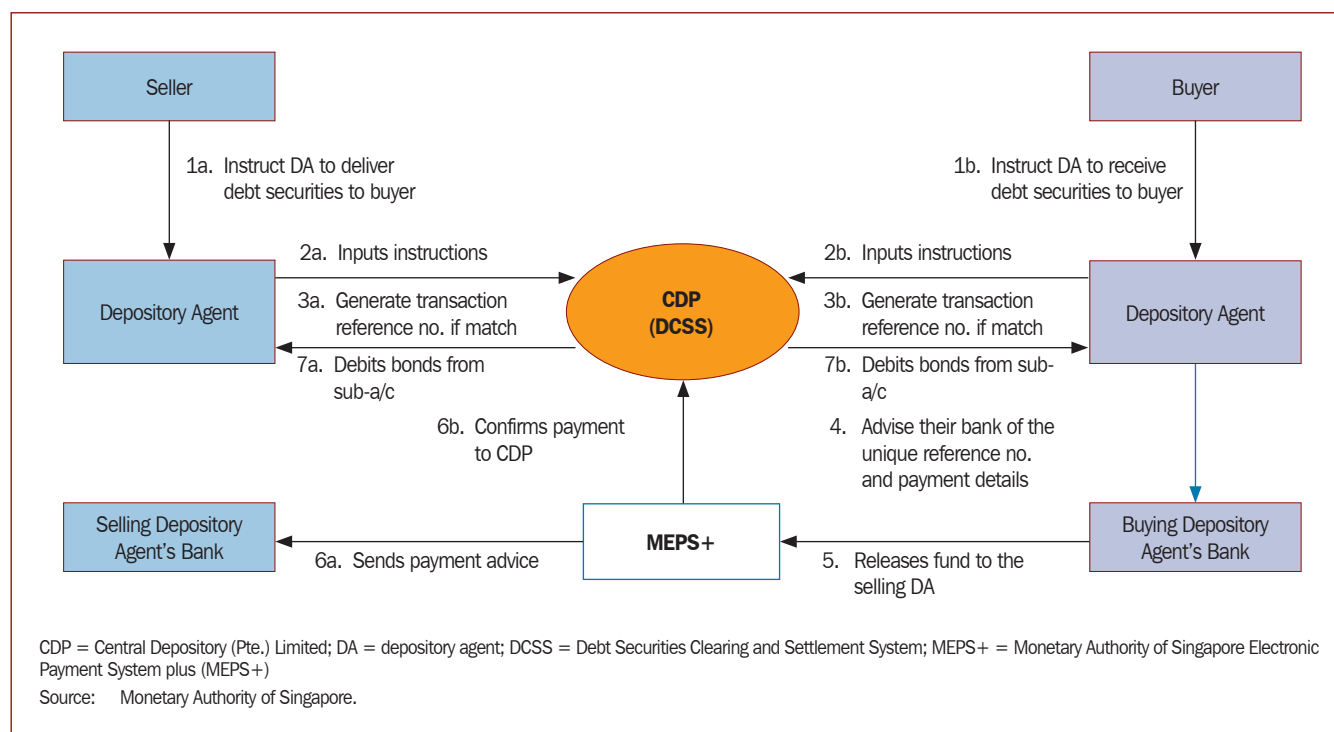 Seller
Buyer
1a. Instruct DA to deliver
debt securities to buyer
1b. Instruct DA to receive
debt securities to buyer
Depository Agent
2a. Inputs instructions
3a. Generate transaction
reference no. if match
7a. Debits bonds from
sub-a/c
CDP
(DCSS)
2b. Inputs instructions
3b. Generate transaction
reference no. if match
7b. Debits bonds from sub-
a/c
Depository Agent
6b. Confirms payment
to CDP
4. Advise their bank of the
unique reference no.
and payment details
Selling Depository
Agent's Bank
6a. Sends payment advice
MEPS+
5. Releases fund to the
selling DA
Buying Depository
Agent's Bank
CDP = Central Depository (Pte.) Limited; DA = depository agent; DCSS = Debt Securities Clearing and Settlement System; MEPS+ = Monetary Authority of Singapore Electronic
Payment System plus (MEPS+)
Source: Monetary Authority of Singapore.